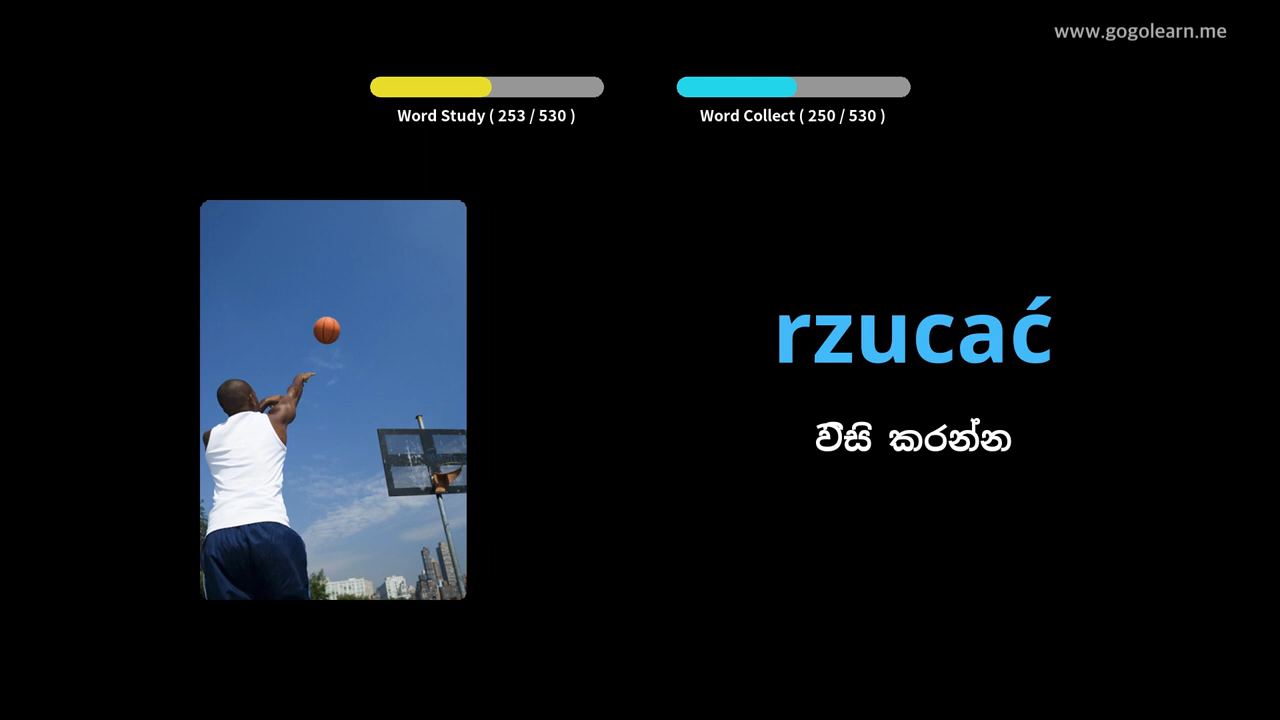 www.gogolearn.me
Word Study ( 253 / 530 )
Word Collect ( 250 / 530 )
rzucać
වීසි කරන්න